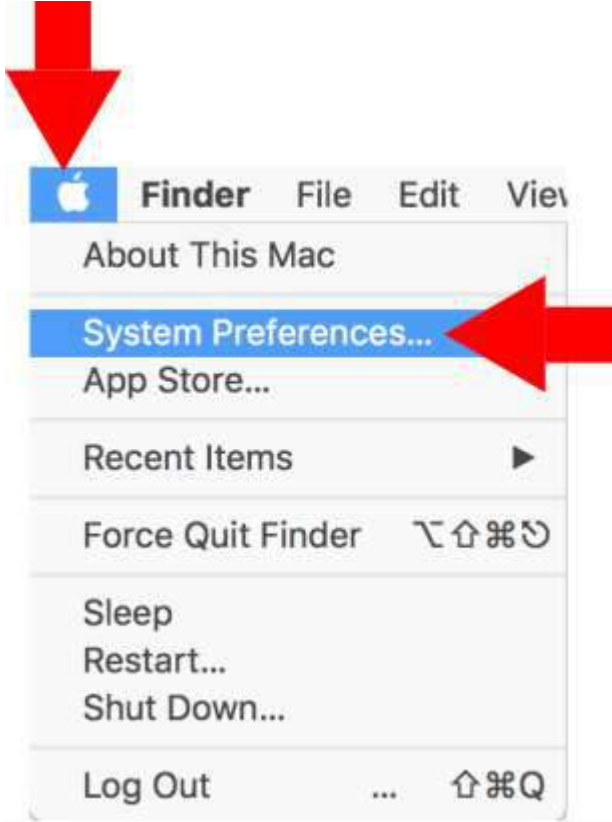 Finder File Edit View
About This Mac
System Preferences...
App Store...
Recent Items ▶
Force Quit Finder ⌥⇧⌘⎋
Sleep
Restart...
Shut Down...
Log Out ... ⇧⌘Q